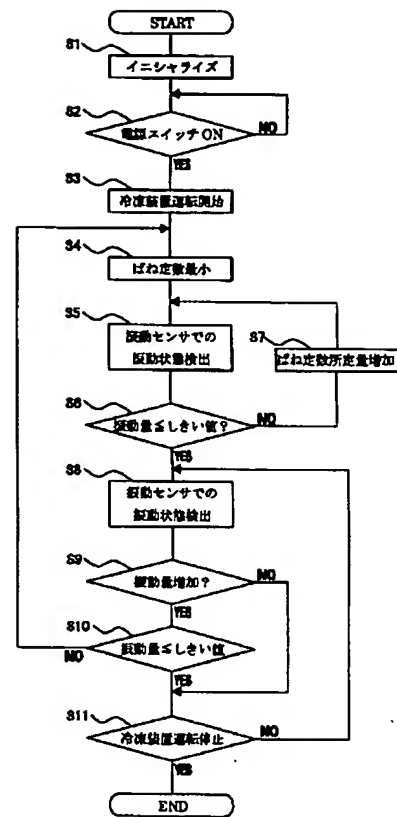 START
S1
イニシャライズ
S2
電源スイッチON
NO
YES
S3
冷凍装置運転開始
S4
ばね定数最小
S5
振動センサでの
振動状態検出
S7
ばね定数所定量増加
S6
振動量≦しきい値?
NO
YES
S8
振動センサでの
振動状態検出
S9
振動量増加?
NO
YES
S10
振動量≦しきい値
NO
YES
S11
冷凍装置運転停止
NO
YES
END